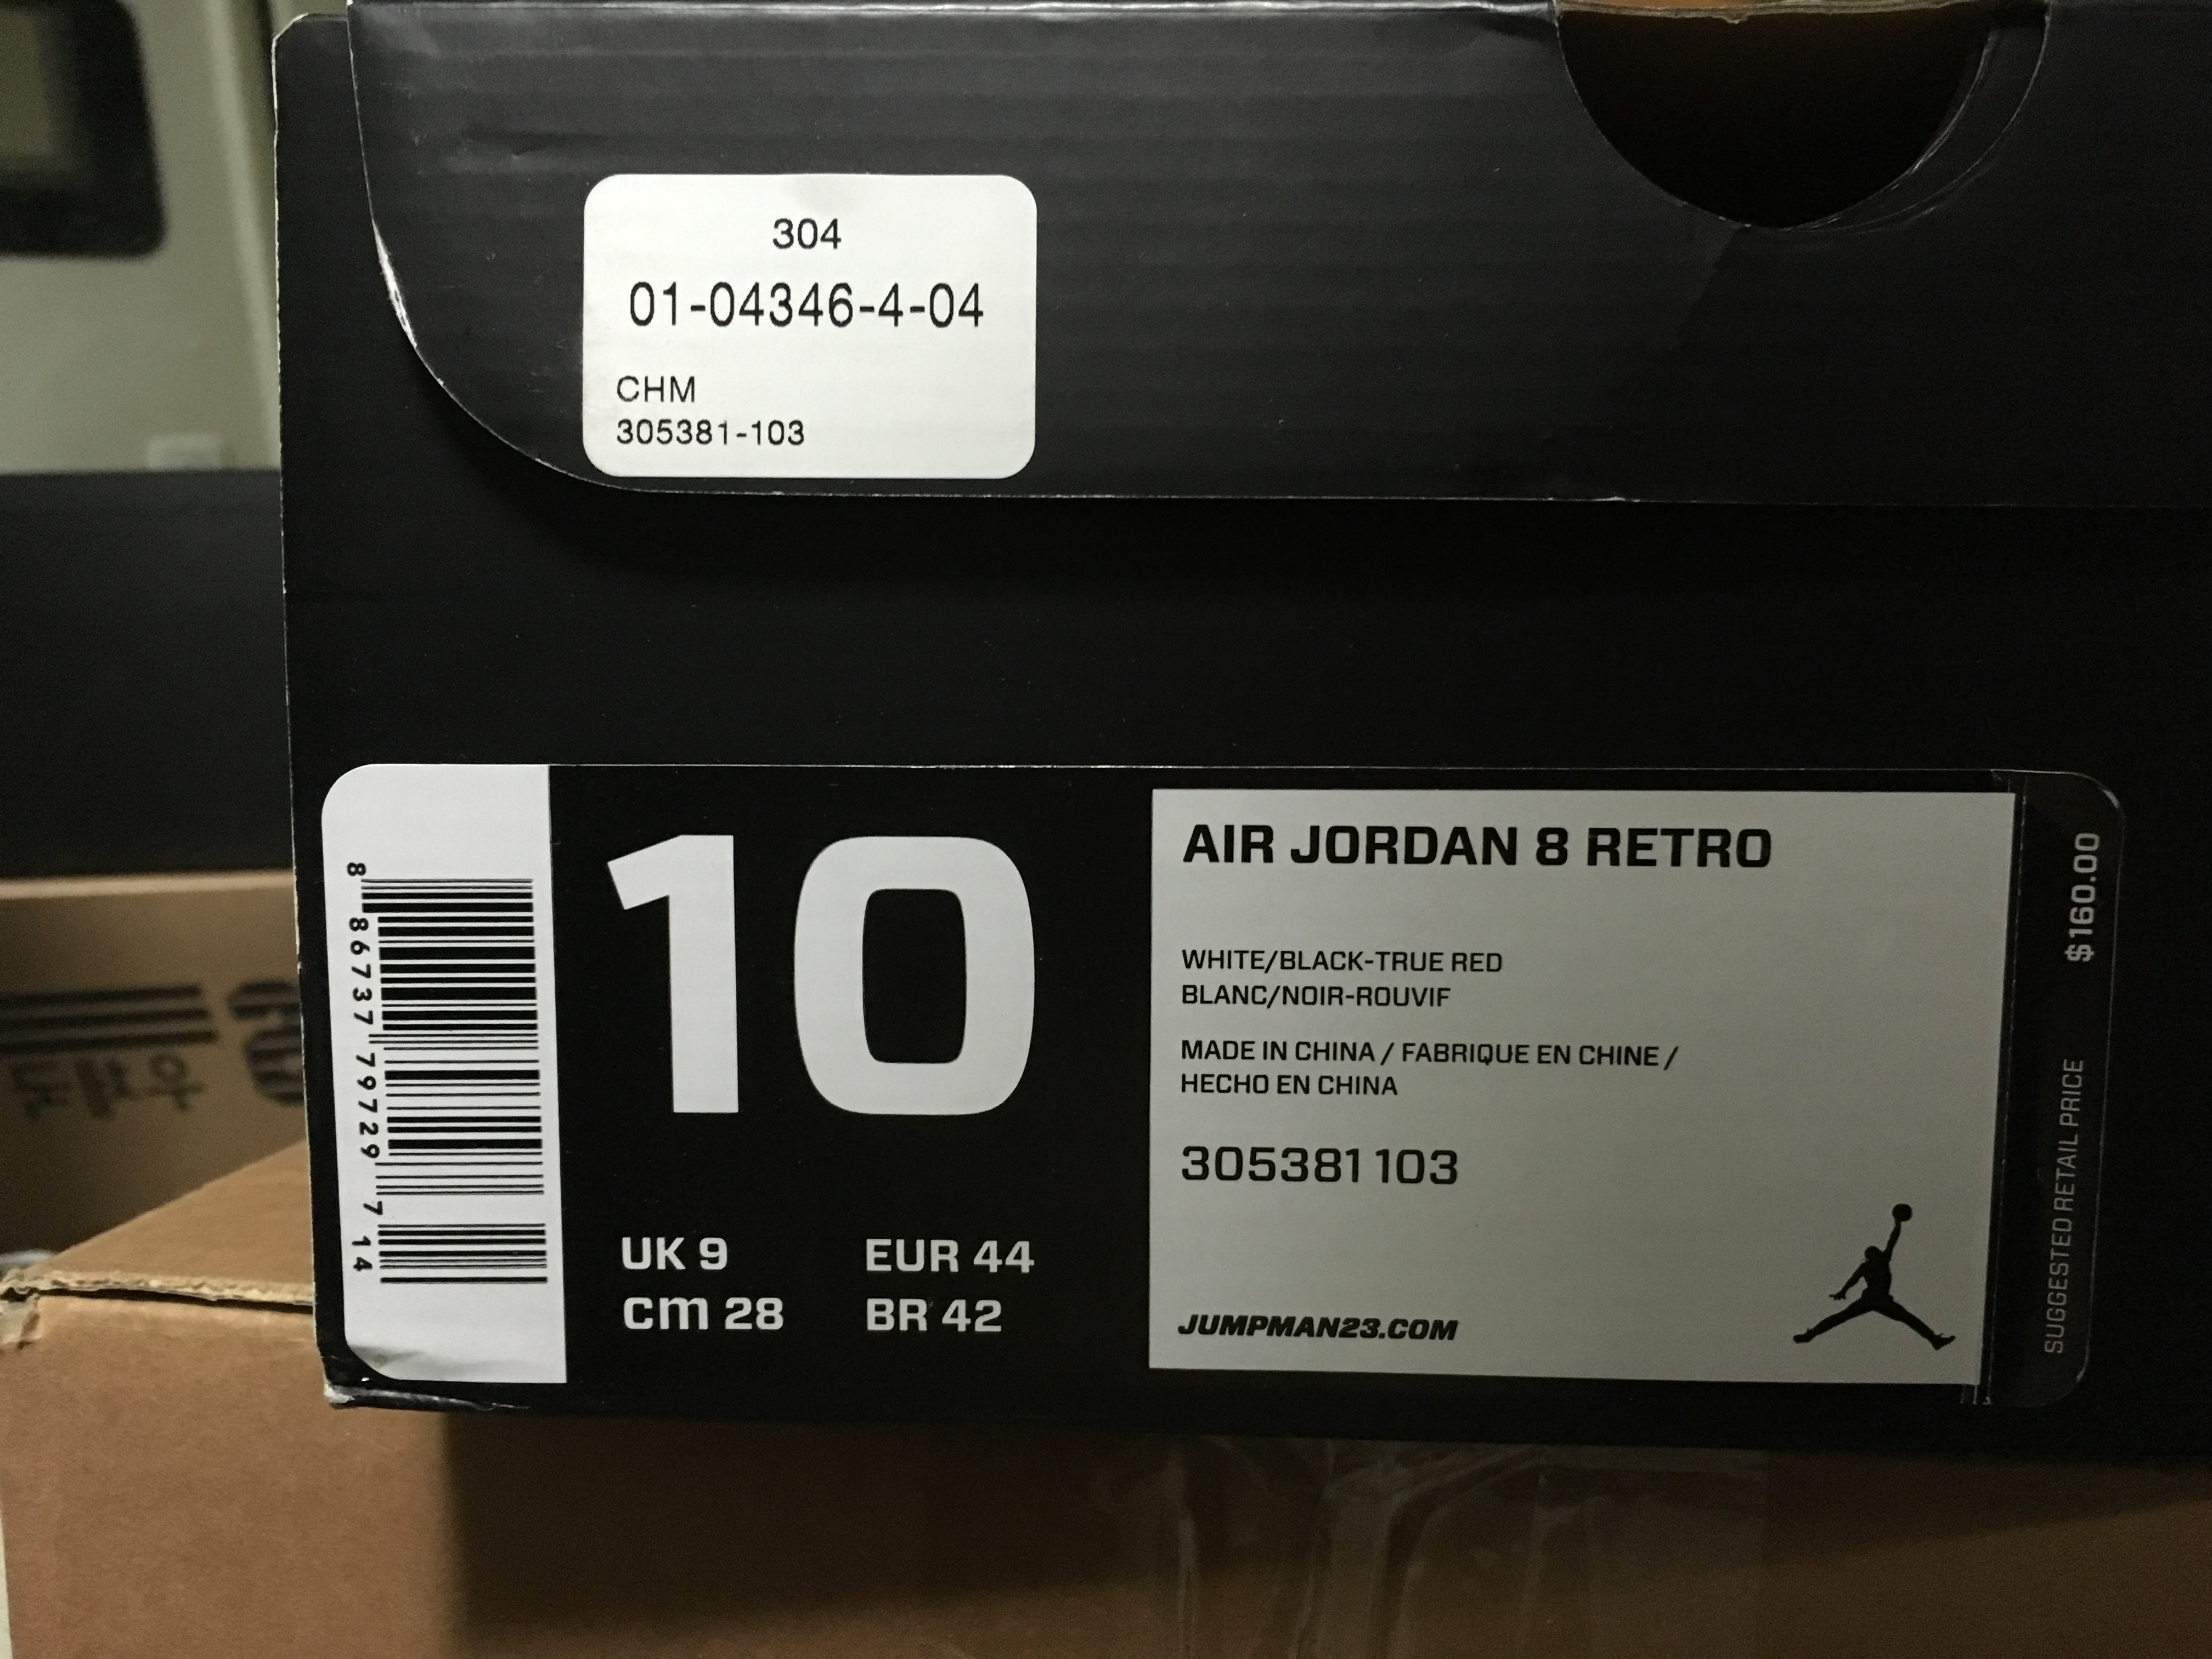 304
01-04346-4-04
CHM
305381-103
8 86737 79729 7 14
10
UK 9
EUR 44
cm 28
BR 42
AIR JORDAN 8 RETRO
WHITE/BLACK-TRUE RED
BLANC/NOIR-ROUVIF
MADE IN CHINA / FABRIQUE EN CHINE /
HECHO EN CHINA
305381 103
JUMPMAN23.COM
SUGGESTED RETAIL PRICE $160.00